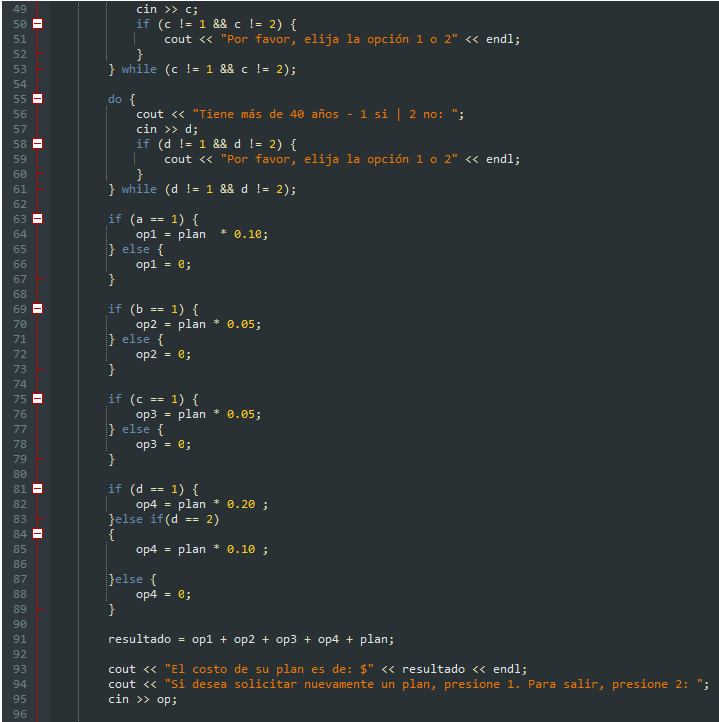 49 cin >> c;
50 if (c != 1 && c != 2) {
51 cout << "Por favor, elija la opción 1 o 2" << endl;
52 }
53 } while (c != 1 && c != 2);
54
55 do {
56 cout << "Tiene más de 40 años - 1 si | 2 no: ";
57 cin >> d;
58 if (d != 1 && d != 2) {
59 cout << "Por favor, elija la opción 1 o 2" << endl;
60 }
61 } while (d != 1 && d != 2);
62
63 if (a == 1) {
64 op1 = plan  * 0.10;
65 } else {
66 op1 = 0;
67 }
68
69 if (b == 1) {
70 op2 = plan * 0.05;
71 } else {
72 op2 = 0;
73 }
74
75 if (c == 1) {
76 op3 = plan * 0.05;
77 } else {
78 op3 = 0;
79 }
80
81 if (d == 1) {
82 op4 = plan * 0.20 ;
83 }else if(d == 2)
84 {
85 op4 = plan * 0.10 ;
86
87 }else {
88 op4 = 0;
89 }
90
91 resultado = op1 + op2 + op3 + op4 + plan;
92
93 cout << "El costo de su plan es de: $" << resultado << endl;
94 cout << "Si desea solicitar nuevamente un plan, presione 1. Para salir, presione 2: ";
95 cin >> op;
96